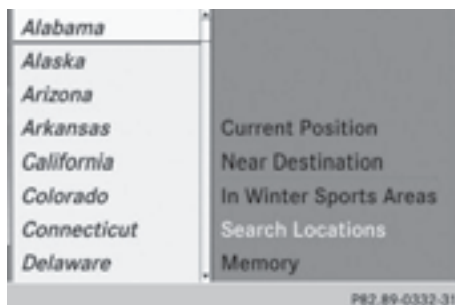 Alabama
Alaska
Arizona
Arkansas
California
Colorado
Connecticut
Delaware
Current Position
Near Destination
In Winter Sports Areas
Search Locations
Memory
P82.89-0332-31